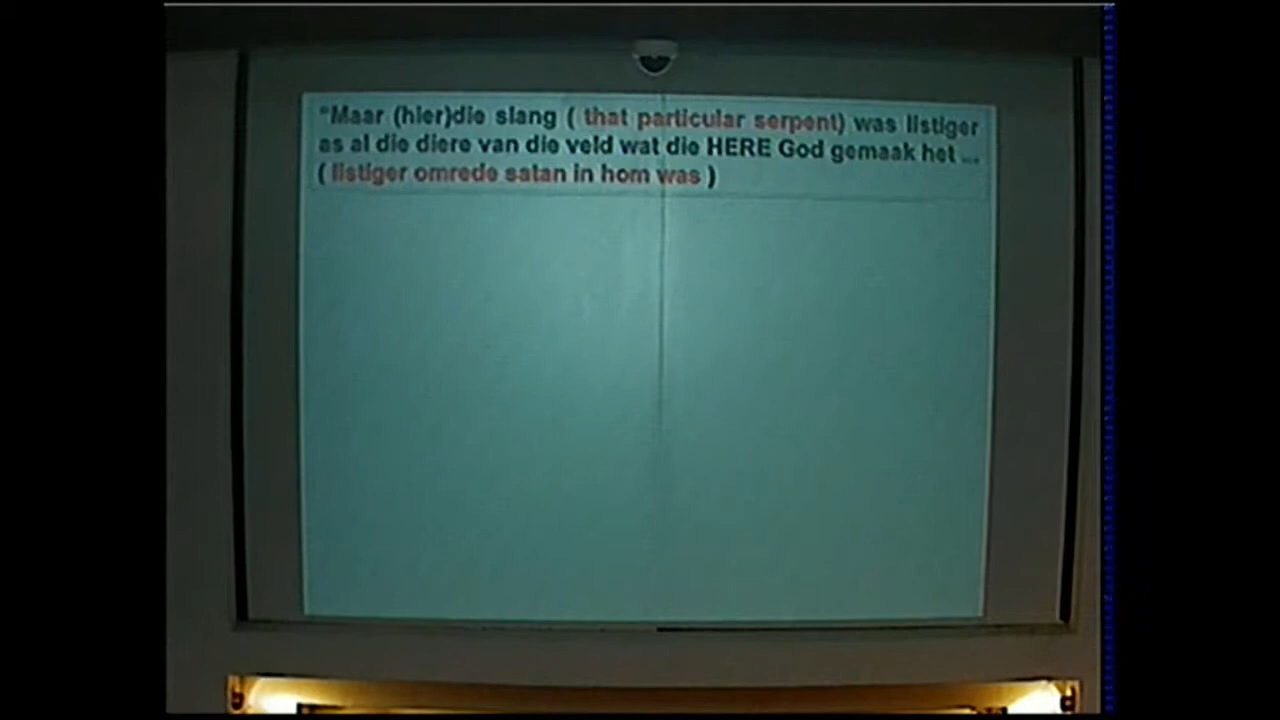 "Maar (hier)die slang ( that particular serpent) was listiger
as al die diere van die veld wat die HERE God gemaak het ...
( listiger omrede satan in hom was )